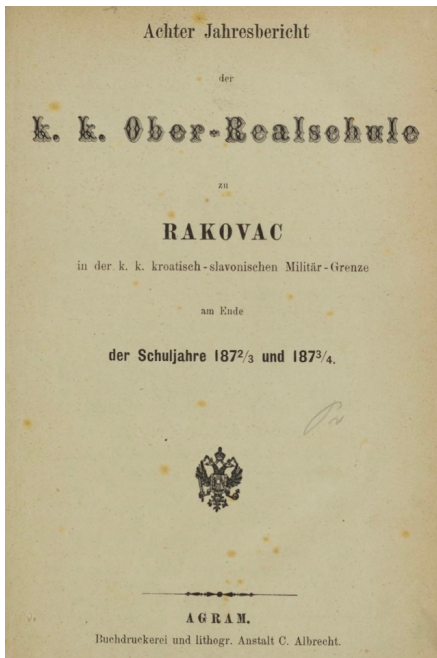 Achter Jahresbericht
der
k. k. Ober-Realschule
zu
RAKOVAC
in der k. k. kroatisch-slavonischen Militär-Grenze
am Ende
der Schuljahre 187²/₃ und 187³/₄.
AGRAM.
Buchdruckerei und lithogr. Anstalt C. Albrecht.